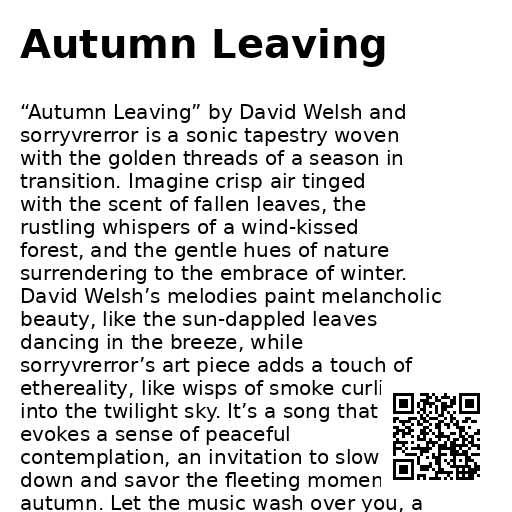 Autumn Leaving
“Autumn Leaving” by David Welsh and
sorryvrerror is a sonic tapestry woven
with the golden threads of a season in
transition. Imagine crisp air tinged
with the scent of fallen leaves, the
rustling whispers of a wind-kissed
forest, and the gentle hues of nature
surrendering to the embrace of winter.
David Welsh’s melodies paint melancholic
beauty, like the sun-dappled leaves
dancing in the breeze, while
sorryvrerror’s art piece adds a touch of
ethereality, like wisps of smoke
into the twilight sky. It’s a song that
evokes a sense of peaceful
contemplation, an invitation to slow
down and savor the fleeting
autumn. Let the music wash over you, a